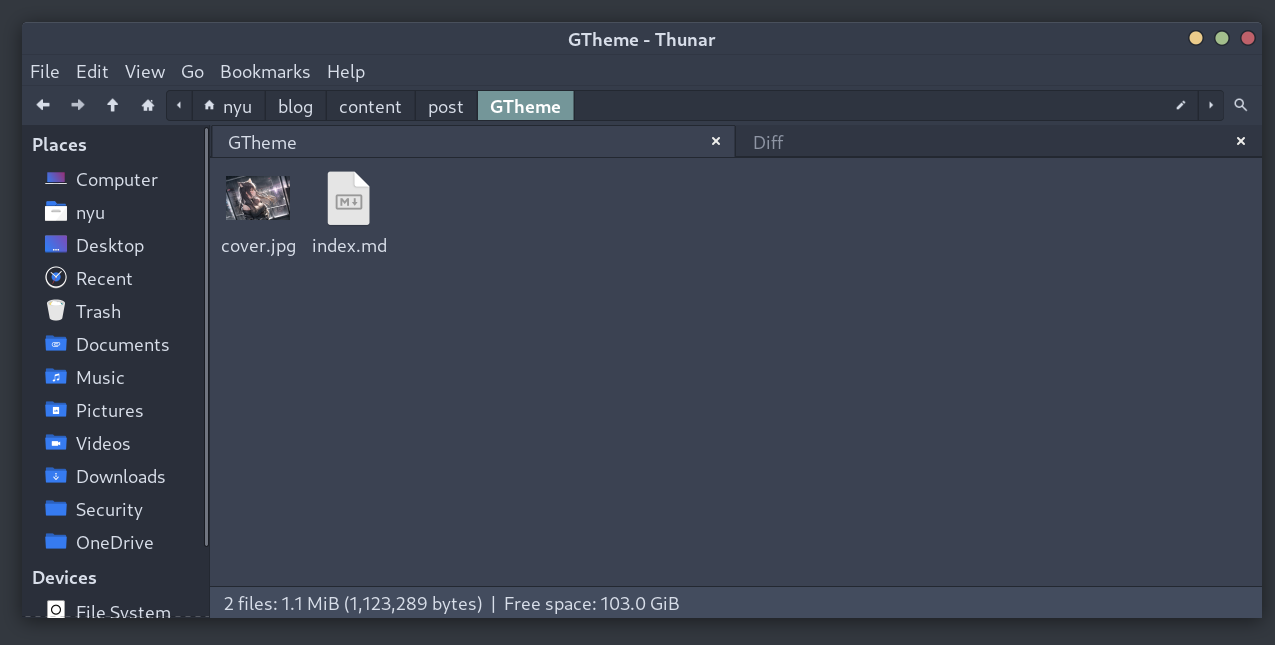 GTheme - Thunar
File Edit View Go Bookmarks Help
nyu blog content post GTheme
Places
GTheme
Diff
Computer
nyu
Desktop
Recent
Trash
Documents
Music
Pictures
Videos
Downloads
Security
OneDrive
Devices
File System
cover.jpg
M
index.md
2 files: 1.1 MiB (1,123,289 bytes) | Free space: 103.0 GiB